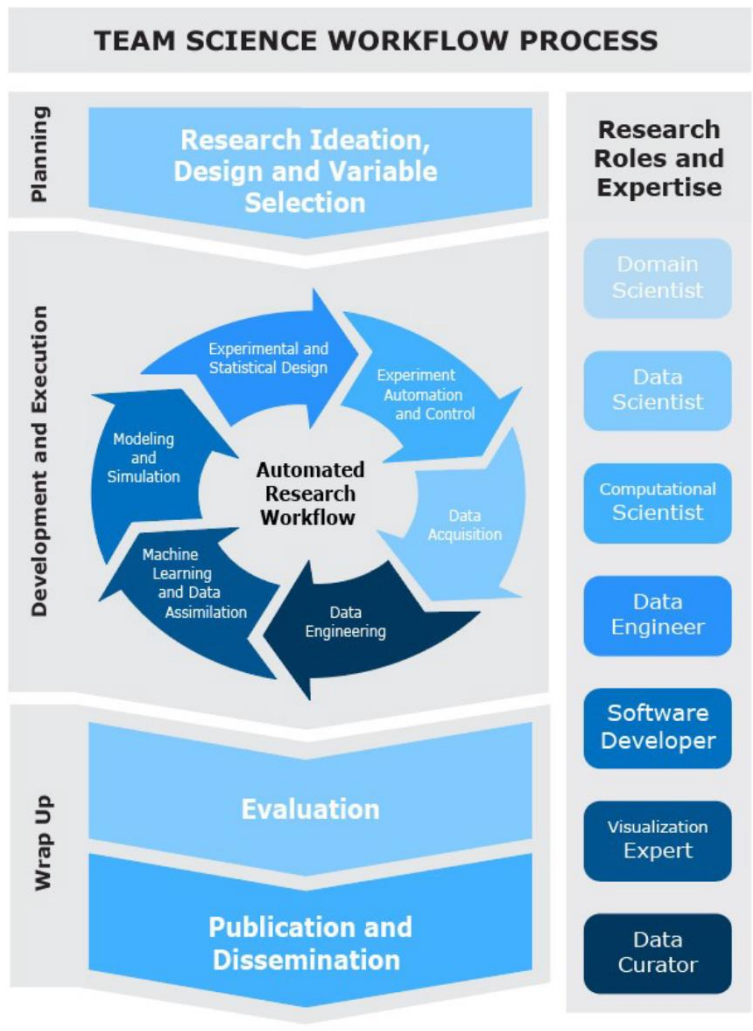 TEAM SCIENCE WORKFLOW PROCESS
Planning
Research Ideation,
Design and Variable
Selection
Development and Execution
Experimental and
Statistical Design
Experiment
Automation
and Control
Data
Acquisition
Data
Engineering
Machine
Learning
and Data
Assimilation
Modeling
and
Simulation
Automated
Research
Workflow
Wrap Up
Evaluation
Publication and
Dissemination
Research
Roles and
Expertise
Domain
Scientist
Data
Scientist
Computational
Scientist
Data
Engineer
Software
Developer
Visualization
Expert
Data
Curator